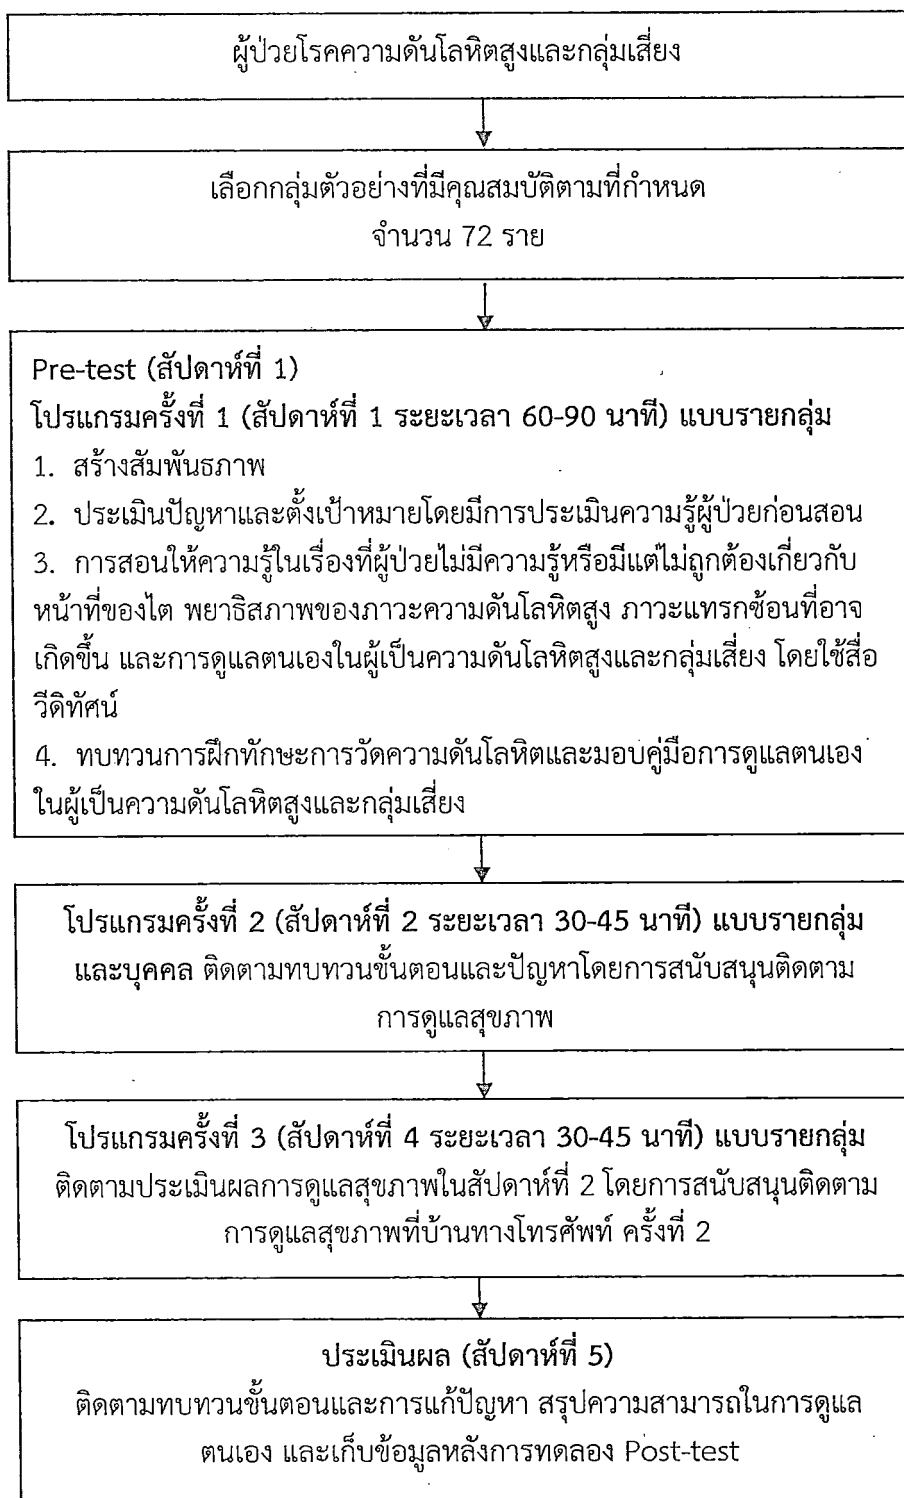 ผู้ป่วยโรคความดันโลหิตสูงและกลุ่มเสี่ยง
เลือกกลุ่มตัวอย่างที่มีคุณสมบัติตามที่กำหนด
จำนวน 72 ราย
Pre-test (สัปดาห์ที่ 1)
โปรแกรมครั้งที่ 1 (สัปดาห์ที่ 1 ระยะเวลา 60-90 นาที) แบบรายกลุ่ม
1. สร้างสัมพันธภาพ
2. ประเมินปัญหาและตั้งเป้าหมายโดยมีการประเมินความรู้ผู้ป่วยก่อนสอน
3. การสอนให้ความรู้ในเรื่องที่ผู้ป่วยไม่มีความรู้หรือมีแต่ไม่ถูกต้องเกี่ยวกับ
หน้าที่ของไต พยาธิสภาพของภาวะความดันโลหิตสูง ภาวะแทรกซ้อนที่อาจ
เกิดขึ้น และการดูแลตนเองในผู้เป็นความดันโลหิตสูงและกลุ่มเสี่ยง โดยใช้สื่อ
วีดิทัศน์
4. ทบทวนการฝึกทักษะการวัดความดันโลหิตและมอบคู่มือการดูแลตนเอง
ในผู้เป็นความดันโลหิตสูงและกลุ่มเสี่ยง
โปรแกรมครั้งที่ 2 (สัปดาห์ที่ 2 ระยะเวลา 30-45 นาที) แบบรายกลุ่ม
และบุคคล ติดตามทบทวนขั้นตอนและปัญหาโดยการสนับสนุนติดตาม
การดูแลสุขภาพ
โปรแกรมครั้งที่ 3 (สัปดาห์ที่ 4 ระยะเวลา 30-45 นาที) แบบรายกลุ่ม
ติดตามประเมินผลการดูแลสุขภาพในสัปดาห์ที่ 2 โดยการสนับสนุนติดตาม
การดูแลสุขภาพที่บ้านทางโทรศัพท์ ครั้งที่ 2
ประเมินผล (สัปดาห์ที่ 5)
ติดตามทบทวนขั้นตอนและการแก้ปัญหา สรุปความสามารถในการดูแล
ตนเอง และเก็บข้อมูลหลังการทดลอง Post-test